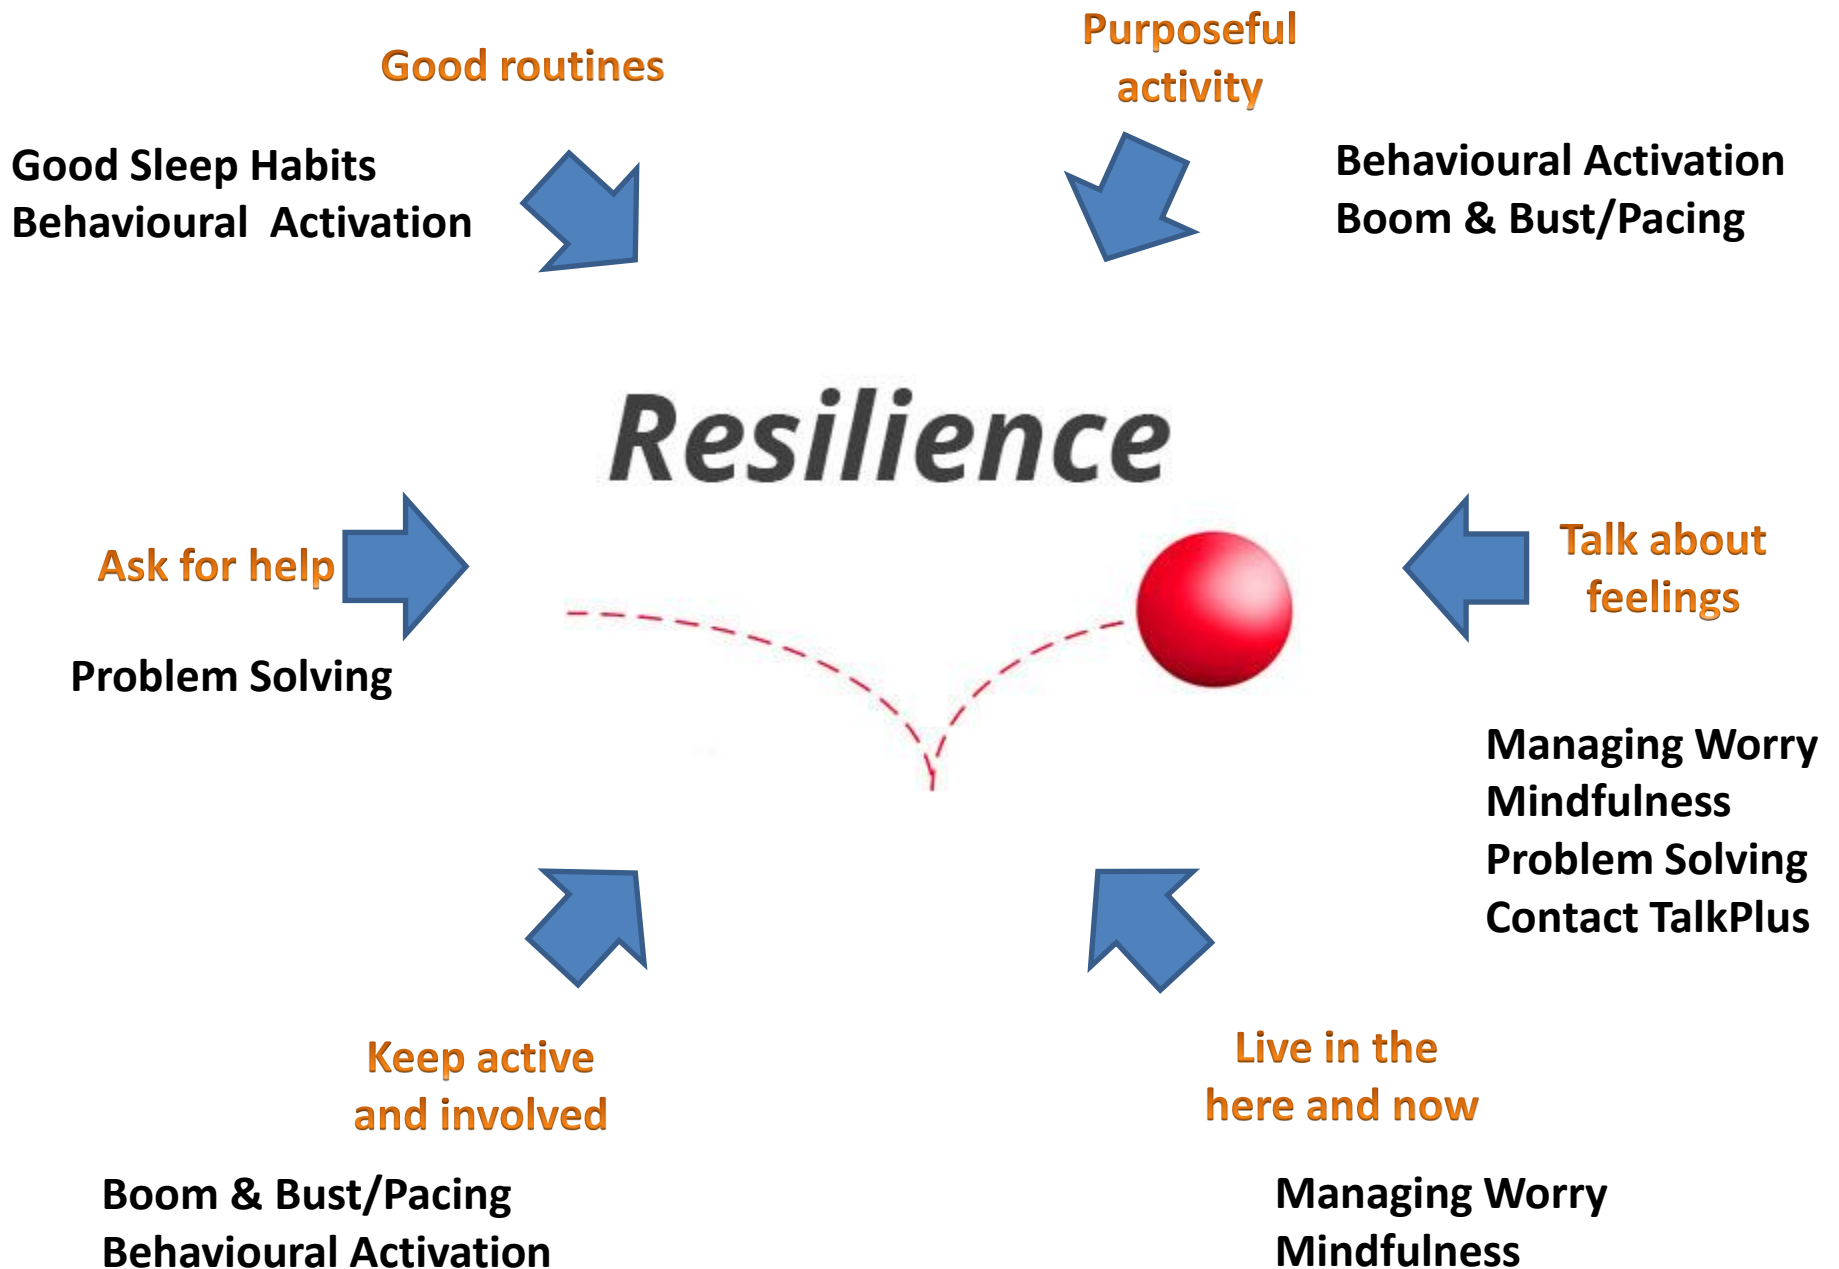 Good routines
Purposeful
activity
Good Sleep Habits
Behavioural  Activation
Behavioural Activation
Boom & Bust/Pacing
Resilience
Ask for help
Problem Solving
Talk about
feelings
Managing Worry
Mindfulness
Problem Solving
Contact TalkPlus
Keep active
and involved
Boom & Bust/Pacing
Behavioural Activation
Live in the
here and now
Managing Worry
Mindfulness